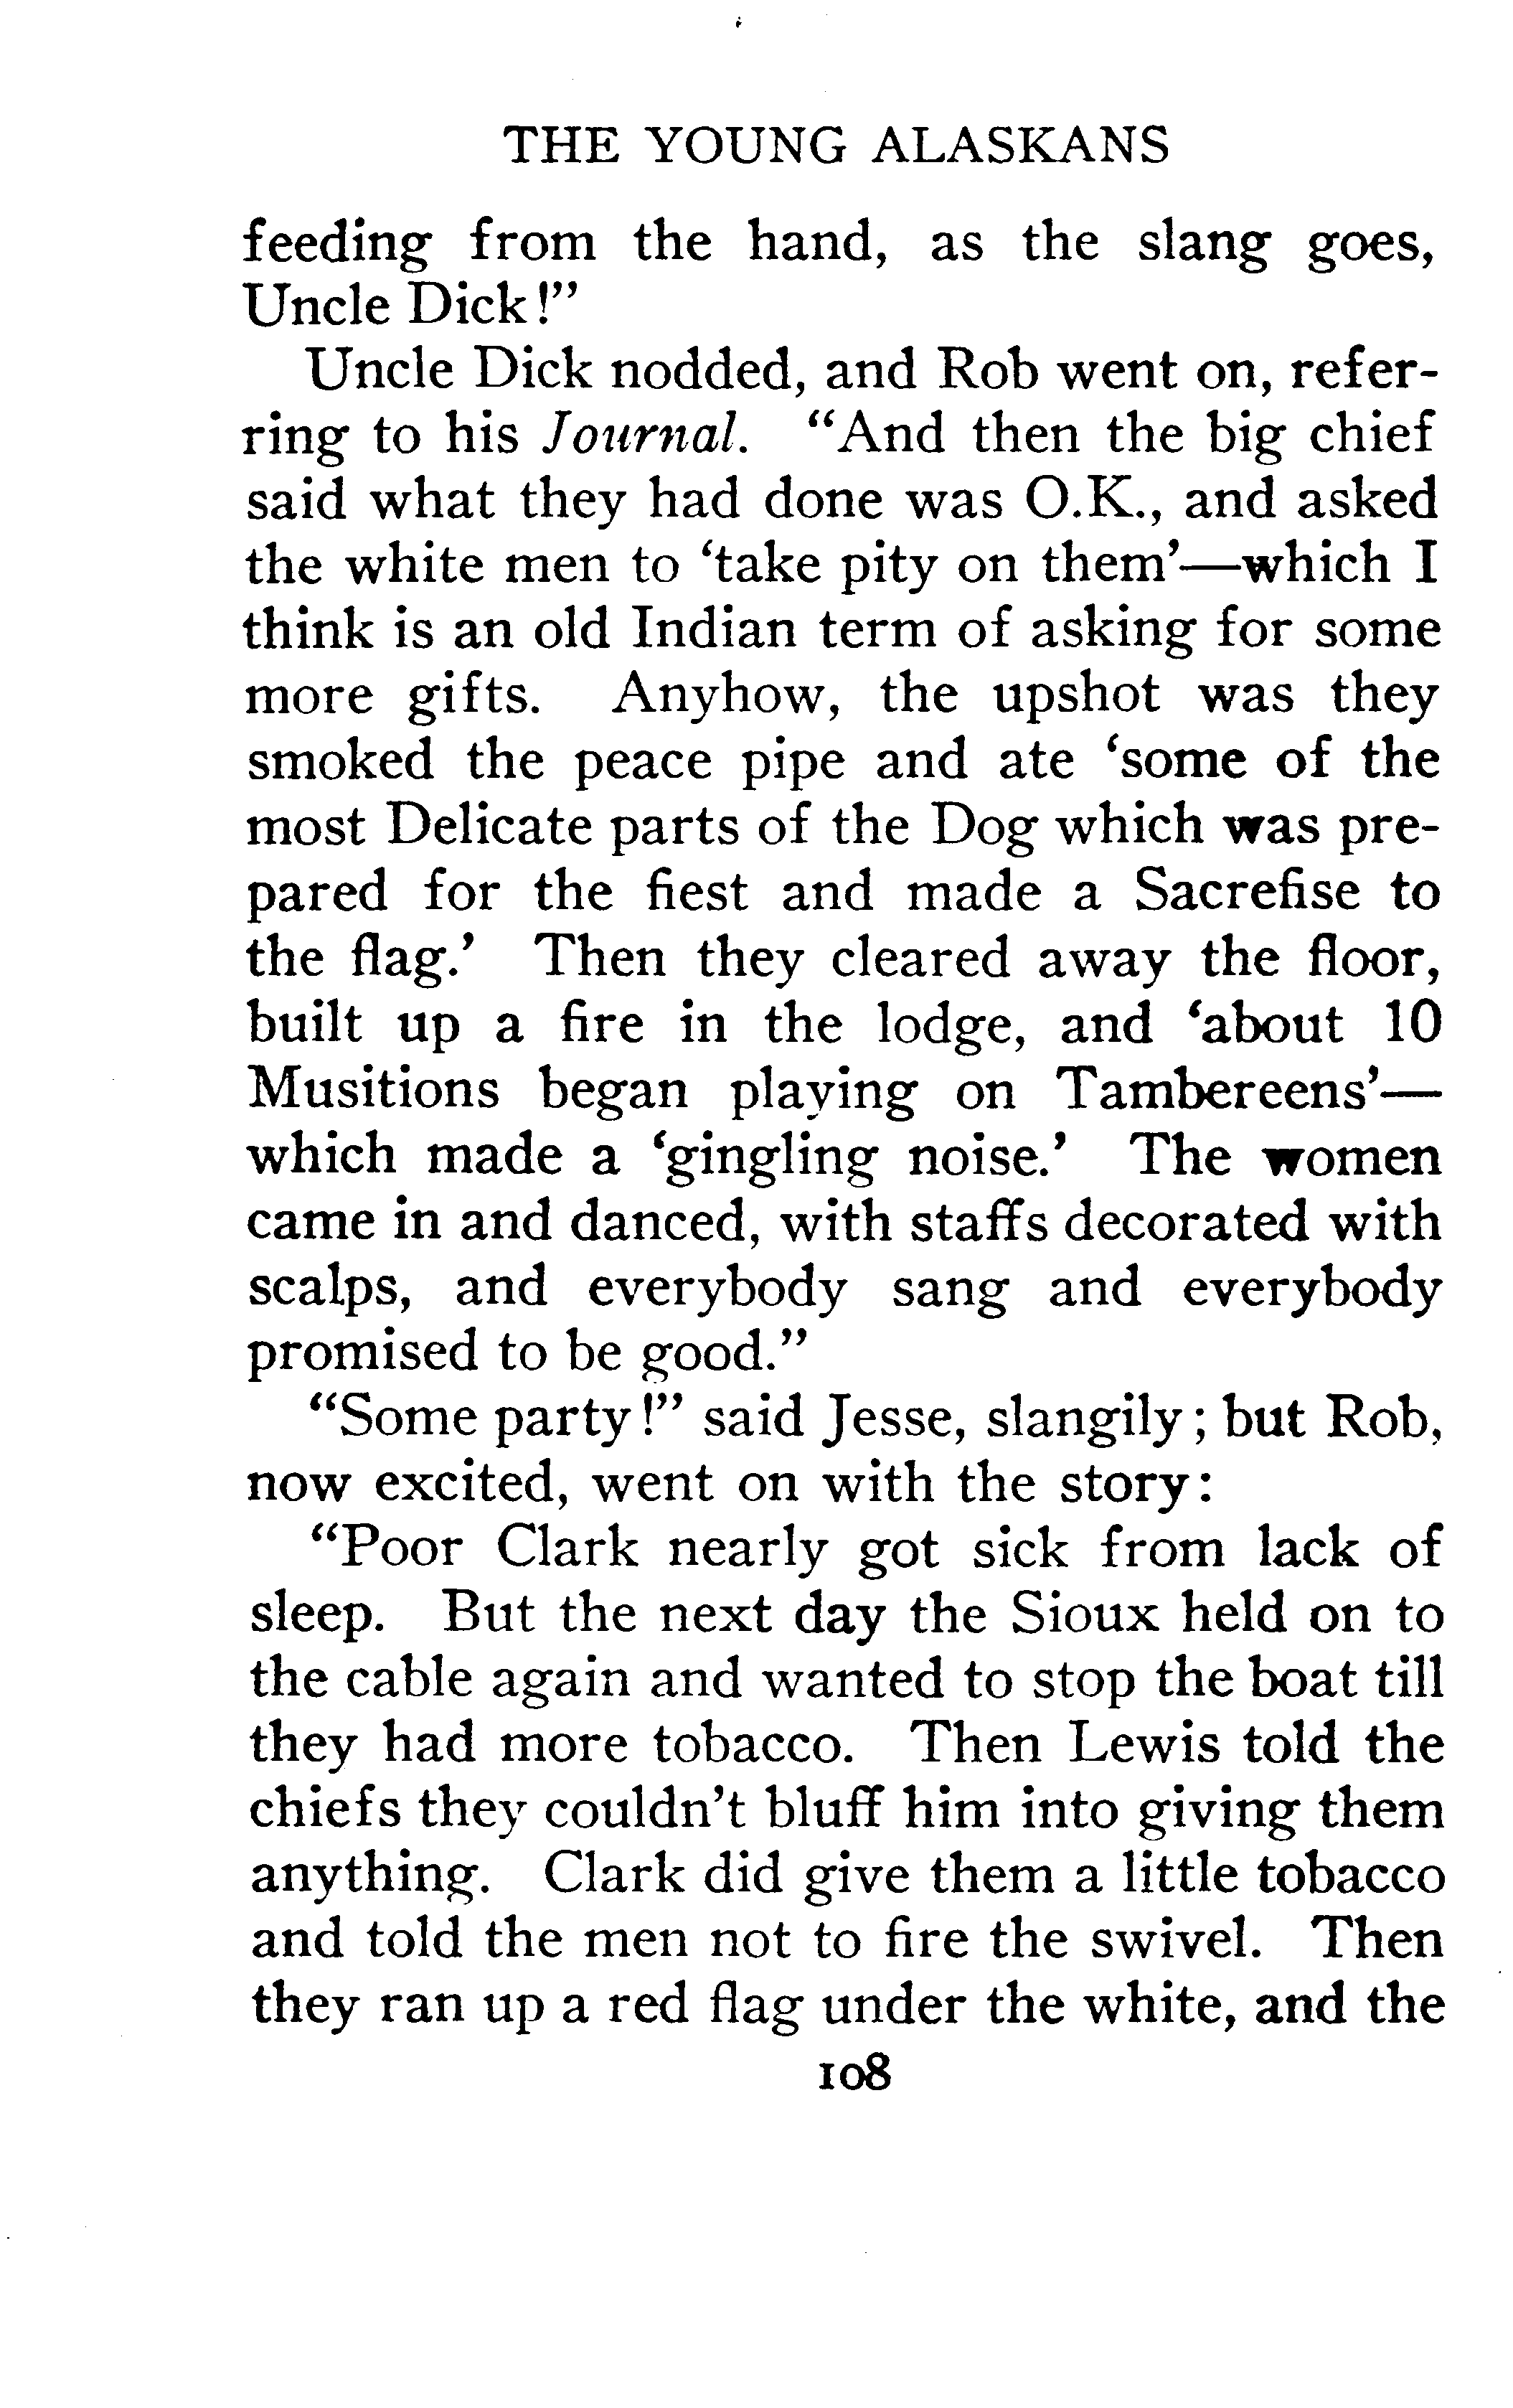 THE YOUNG ALASKANS
feeding from the hand, as the slang goes,
Uncle Dick!”
Uncle Dick nodded, and Rob went on, refer-
ring to his Journal. “And then the big chief
said what they had done was O.K., and asked
the white men to ‘take pity on them’—which I
think is an old Indian term of asking for some
more gifts. Anyhow, the upshot was they
smoked the peace pipe and ate ‘some of the
most Delicate parts of the Dog which was pre-
pared for the fiest and made a Sacrefise to
the flag.’ Then they cleared away the floor,
built up a fire in the lodge, and ‘about 10
Musitions began playing on Tambereens’—
which made a ‘gingling noise.’ The women
came in and danced, with staffs decorated with
scalps, and everybody sang and everybody
promised to be good.”
“Some party!” said Jesse, slangily; but Rob,
now excited, went on with the story:
“Poor Clark nearly got sick from lack of
sleep. But the next day the Sioux held on to
the cable again and wanted to stop the boat till
they had more tobacco. Then Lewis told the
chiefs they couldn’t bluff him into giving them
anything. Clark did give them a little tobacco
and told the men not to fire the swivel. Then
they ran up a red flag under the white, and the
108